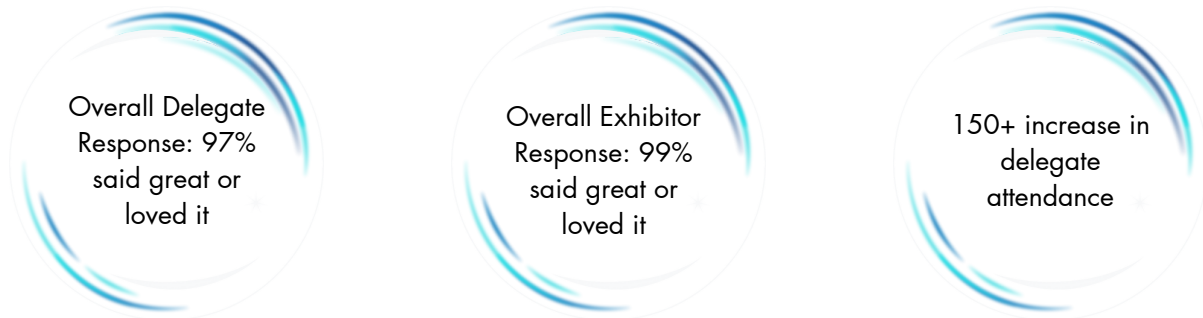 Overall Delegate
Response: 97%
said great or
loved it
Overall Exhibitor
Response: 99%
said great or
loved it
150+ increase in
delegate
attendance